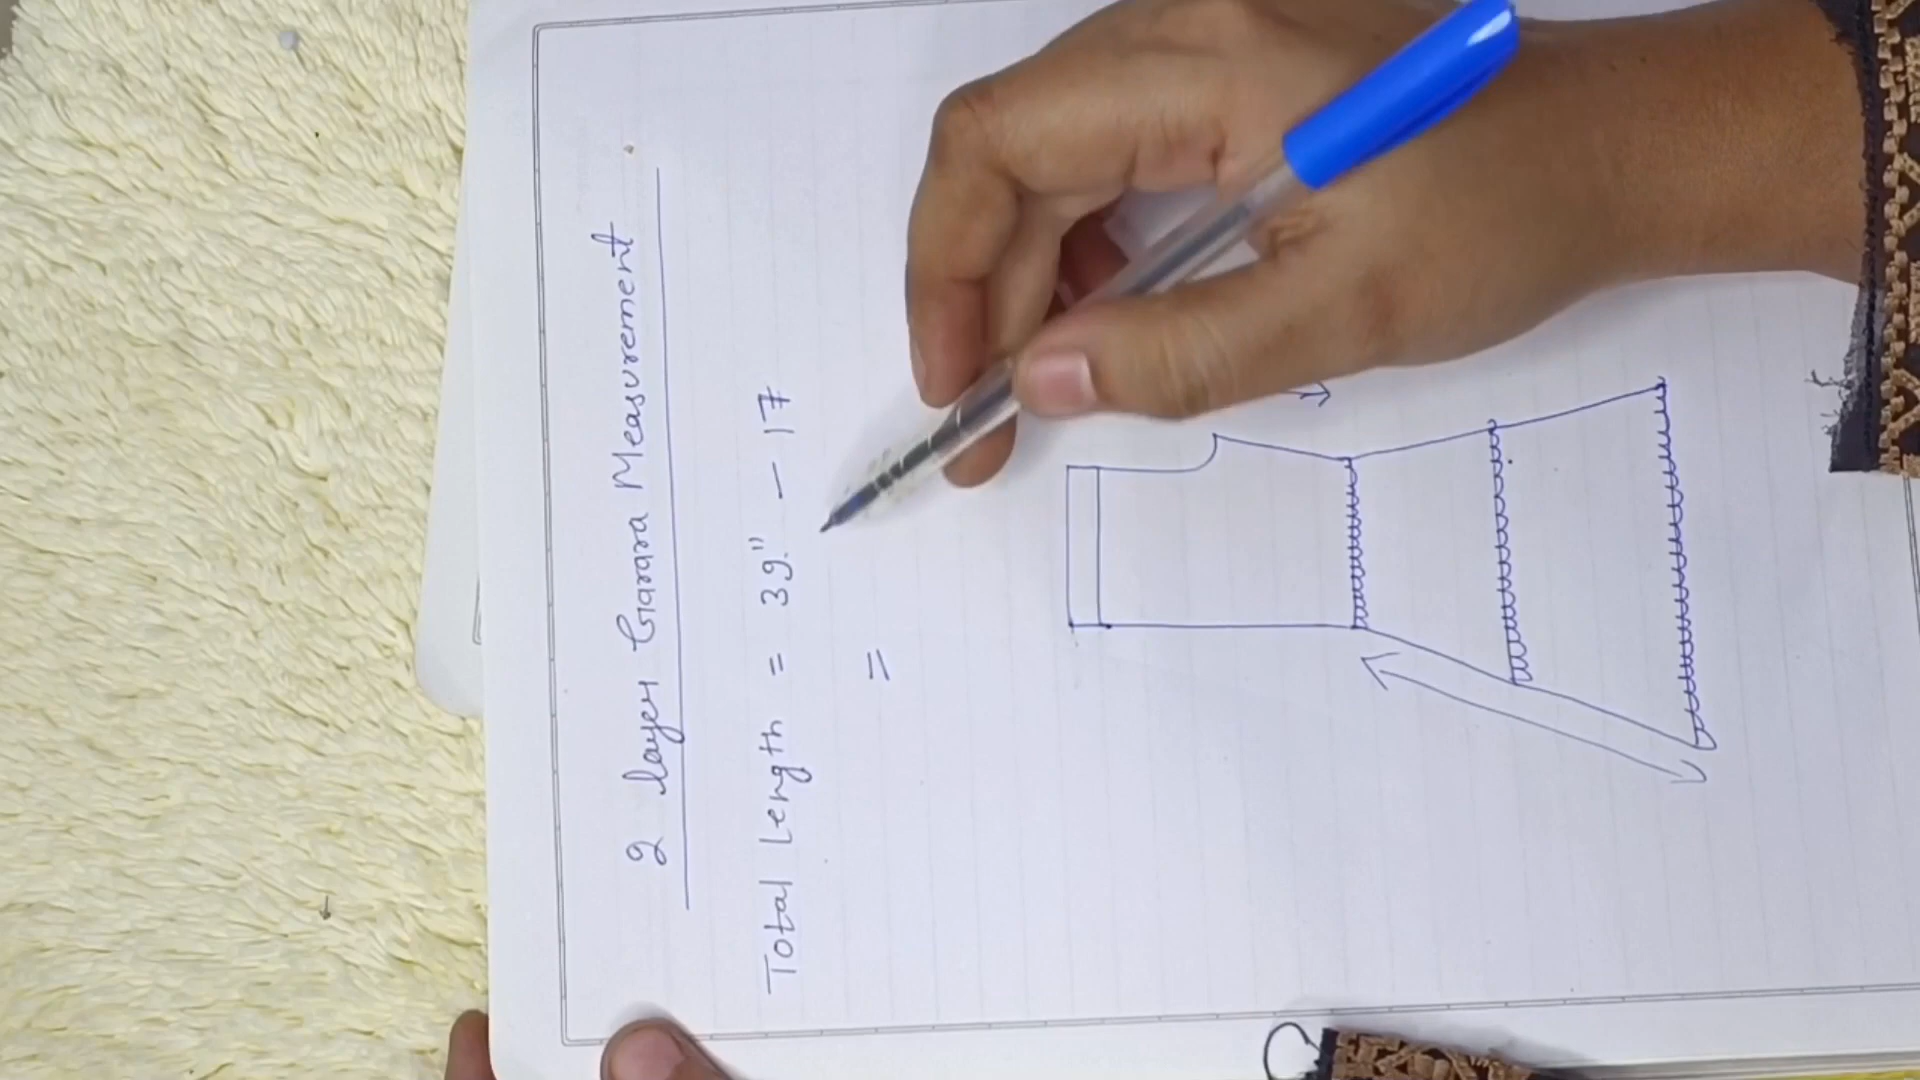 2 layer Garara Measurement
Total Length = 39" - 17
=